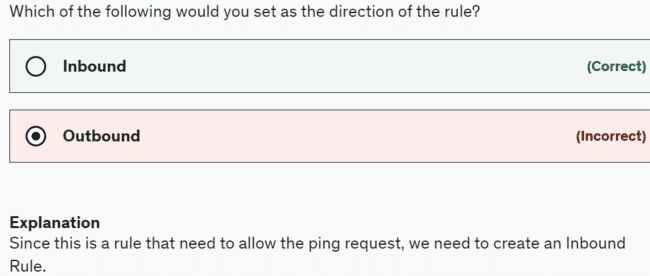 Which of the following would you set as the direction of the rule?
Inbound (Correct)
Outbound (Incorrect)
Explanation
Since this is a rule that need to allow the ping request, we need to create an Inbound
Rule.